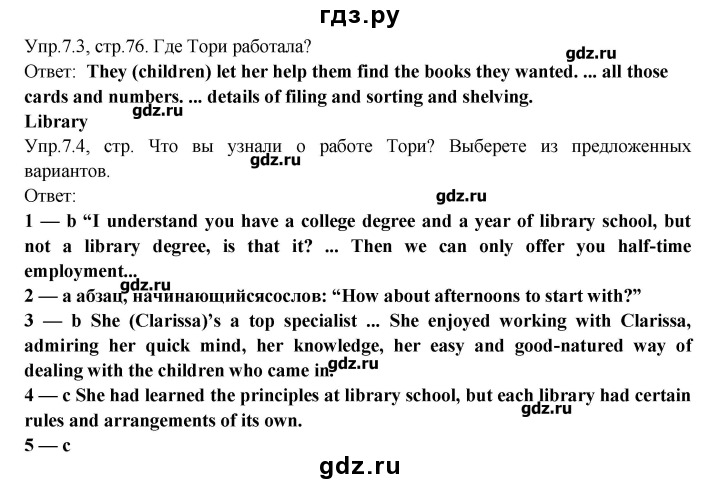 гдз.ру
Упр.7.3, стр.76. Где Тори работала?
gdz.ru
Ответ: They (children) let her help them find the books they wanted. ... all those
cards and numbers. ... details of filing and sorting and shelving.
gdz.ru
Library
Упр.7.4, стр. Что вы узнали о работе Тори? Выберете из предложенных
gdz.ru
вариантов.
Ответ:
gdz.ru
1 — b “I understand you have a college degree and a year of library school, but
not a library degree, is that it? ... Then we can only offer you half-time
employment...
gdz.ru
2 — a абзац, начинающийсясослов: “How about afternoons to start with?”
3 — b She (Clarissa)’s a top specialist ... She enjoyed working with Clarissa,
admiring her quick mind, her knowledge, her easy and good-natured way of
dealing with the children who came in.
gdz.ru
4 — c She had learned the principles at library school, but each library had certain
gdz.ru
rules and arrangements of its own.
5 — c
gdz.ru